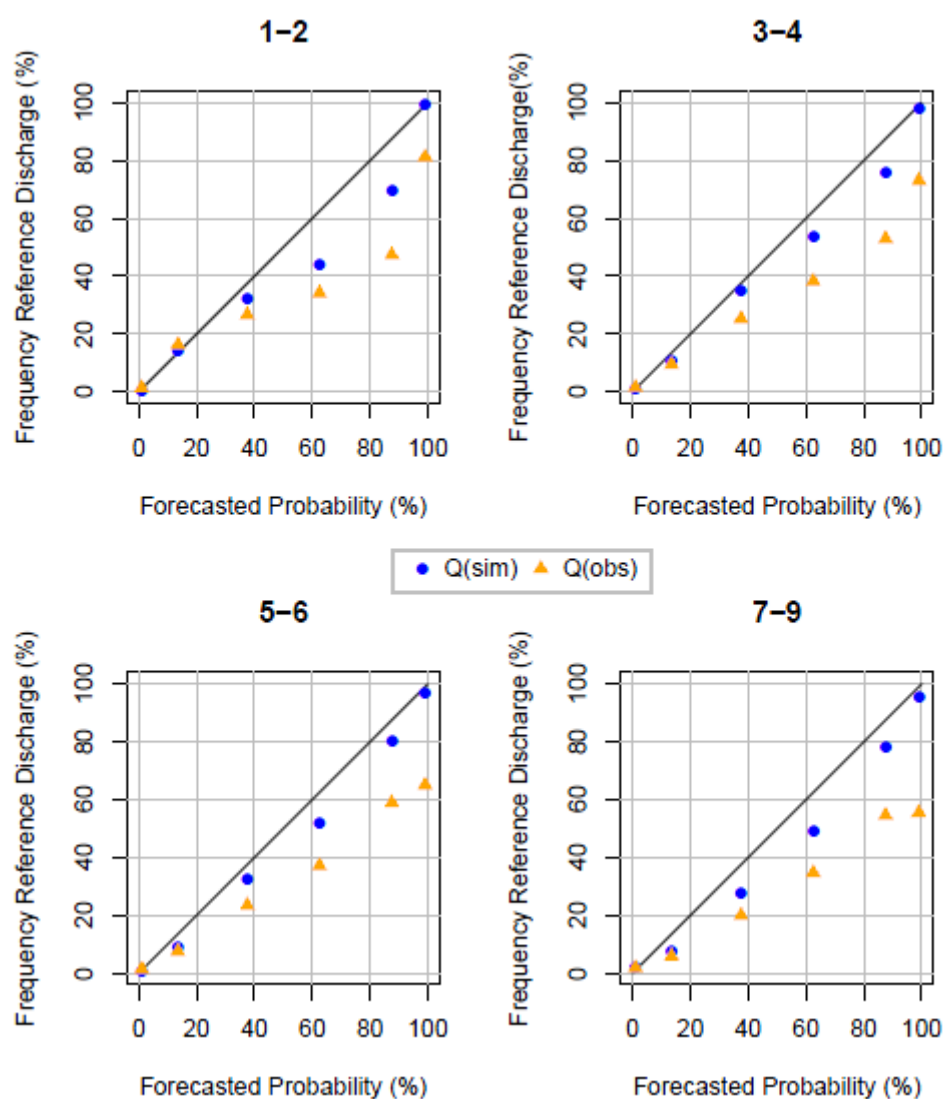 1−2
Frequency Reference Discharge (%)
100
80
60
40
20
0
0 20 40 60 80 100
Forecasted Probability (%)
3−4
Frequency Reference Discharge(%)
100
80
60
40
20
0
0 20 40 60 80 100
Forecasted Probability (%)
Q(sim) Q(obs)
5−6
Frequency Reference Discharge (%)
100
80
60
40
20
0
0 20 40 60 80 100
Forecasted Probability (%)
7−9
Frequency Reference Discharge (%)
100
80
60
40
20
0
0 20 40 60 80 100
Forecasted Probability (%)